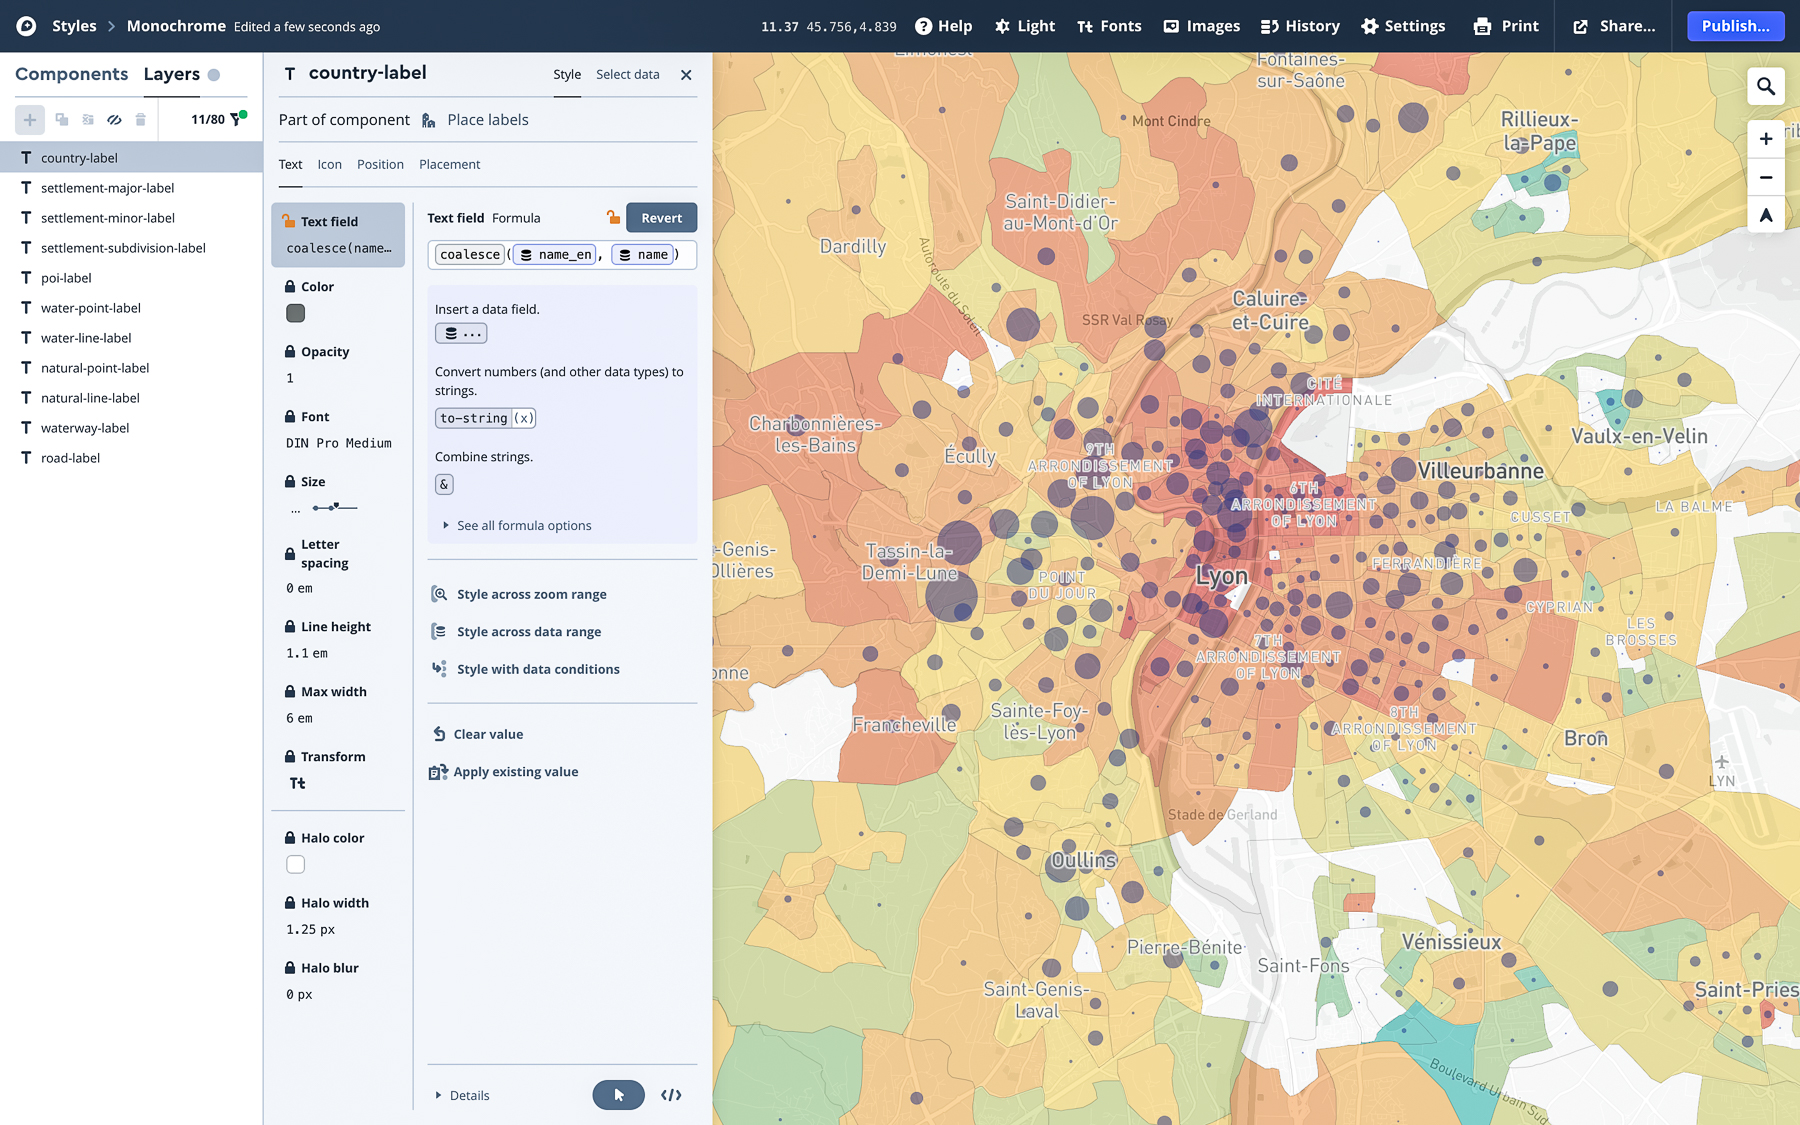 Styles
Monochrome
Edited a few seconds ago
11.37 45.756,4.839
Help
Light
Fonts
Images
History
Settings
Print
Share...
Publish...
Components
Layers
11/80
country-label
settlement-major-label
settlement-minor-label
settlement-subdivision-label
poi-label
water-point-label
water-line-label
natural-point-label
natural-line-label
waterway-label
road-label
country-label
Style
Select data
Part of component
Place labels
Text
Icon
Position
Placement
Text field
coalesce(name…
Color
Opacity
1
Font
DIN Pro Medium
Size
...
Letter
spacing
0 em
Line height
1.1 em
Max width
6 em
Transform
Tt
Halo color
Halo width
1.25 px
Halo blur
0 px
Text field Formula
Revert
coalesce( name_en , name )
Insert a data field.
...
Convert numbers (and other data types) to
strings.
to-string (x)
Combine strings.
&
See all formula options
Style across zoom range
Style across data range
Style with data conditions
Clear value
Apply existing value
Details
</>
Fontaines-
sur-Saône
Mont Cindre
Rillieux-
la-Pape
Saint-Didier-
au-Mont-d'Or
Dardilly
Autoroute du Soleil
Caluire-
et-Cuire
SSR Val Rosay
CITÉ
INTERNATIONALE
Charbonnières-
les-Bains
Écully
9TH
ARRONDISSEMENT
OF LYON
Vaulx-en-Velin
Villeurbanne
6TH
ARRONDISSEMENT
OF LYON
LA BALME
CUSSET
-Genis-
Ollières
Tassin-la-
Demi-Lune
FERRANDIÈRE
Lyon
POINT
DU JOUR
CYPRIAN
LES
BROSSES
7TH
ARRONDISSEMENT
OF LYON
onne
Francheville
Sainte-Foy-
lès-Lyon
8TH
ARRONDISSEMENT
OF LYON
Bron
LYN
Stade de Gerland
Oullins
Pierre-Bénite
Vénissieux
Saint-Fons
Saint-Genis-
Laval
Saint-Pries
Boulevard Urbain Sud